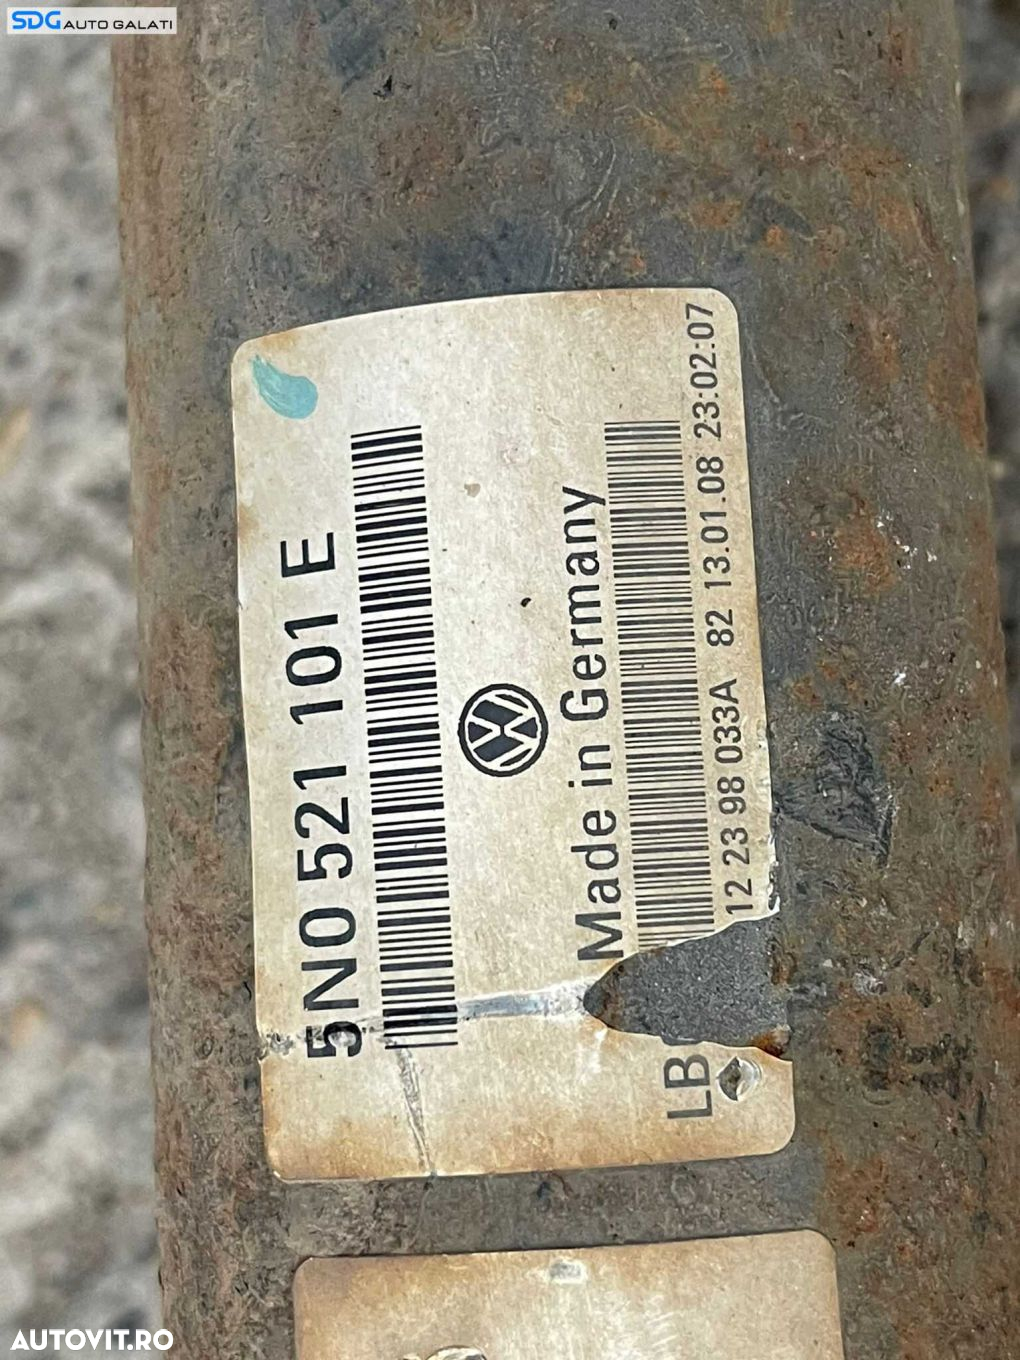 SDG AUTO GALATI
5N0 521 101 E
Made in Germany
12 23 98 033A 82 13.01.08 23:02:07
LB
AUTOVIT.RO